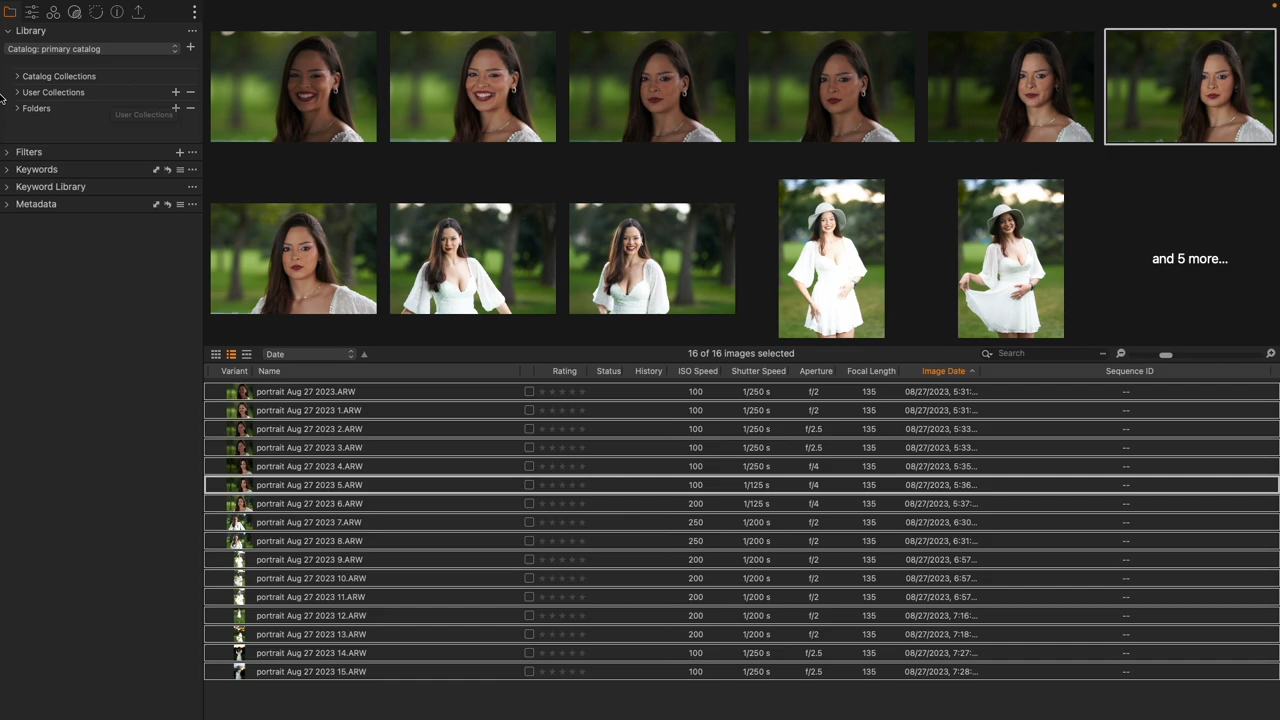 Library
Catalog: primary catalog
Catalog Collections
User Collections
Folders
User Collections
Filters
Keywords
Keyword Library
Metadata
and 5 more...
Date
16 of 16 images selected
Search
Variant Name Rating Status History ISO Speed Shutter Speed Aperture Focal Length Image Date Sequence ID
portrait Aug 27 2023.ARW 100 1/250 s f/2 135 08/27/2023, 5:31:... --
portrait Aug 27 2023 1.ARW 100 1/250 s f/2 135 08/27/2023, 5:31:... --
portrait Aug 27 2023 2.ARW 100 1/250 s f/2.5 135 08/27/2023, 5:33... --
portrait Aug 27 2023 3.ARW 100 1/250 s f/2.5 135 08/27/2023, 5:33... --
portrait Aug 27 2023 4.ARW 100 1/250 s f/4 135 08/27/2023, 5:35... --
portrait Aug 27 2023 5.ARW 100 1/125 s f/4 135 08/27/2023, 5:36... --
portrait Aug 27 2023 6.ARW 200 1/125 s f/4 135 08/27/2023, 5:37:... --
portrait Aug 27 2023 7.ARW 250 1/200 s f/2 135 08/27/2023, 6:30... --
portrait Aug 27 2023 8.ARW 250 1/200 s f/2 135 08/27/2023, 6:31:... --
portrait Aug 27 2023 9.ARW 200 1/200 s f/2 135 08/27/2023, 6:57... --
portrait Aug 27 2023 10.ARW 200 1/200 s f/2 135 08/27/2023, 6:57... --
portrait Aug 27 2023 11.ARW 200 1/200 s f/2 135 08/27/2023, 6:57... --
portrait Aug 27 2023 12.ARW 200 1/200 s f/2 135 08/27/2023, 7:16:... --
portrait Aug 27 2023 13.ARW 200 1/200 s f/2 135 08/27/2023, 7:18:... --
portrait Aug 27 2023 14.ARW 100 1/250 s f/2.5 135 08/27/2023, 7:27:... --
portrait Aug 27 2023 15.ARW 100 1/250 s f/2.5 135 08/27/2023, 7:28:... --